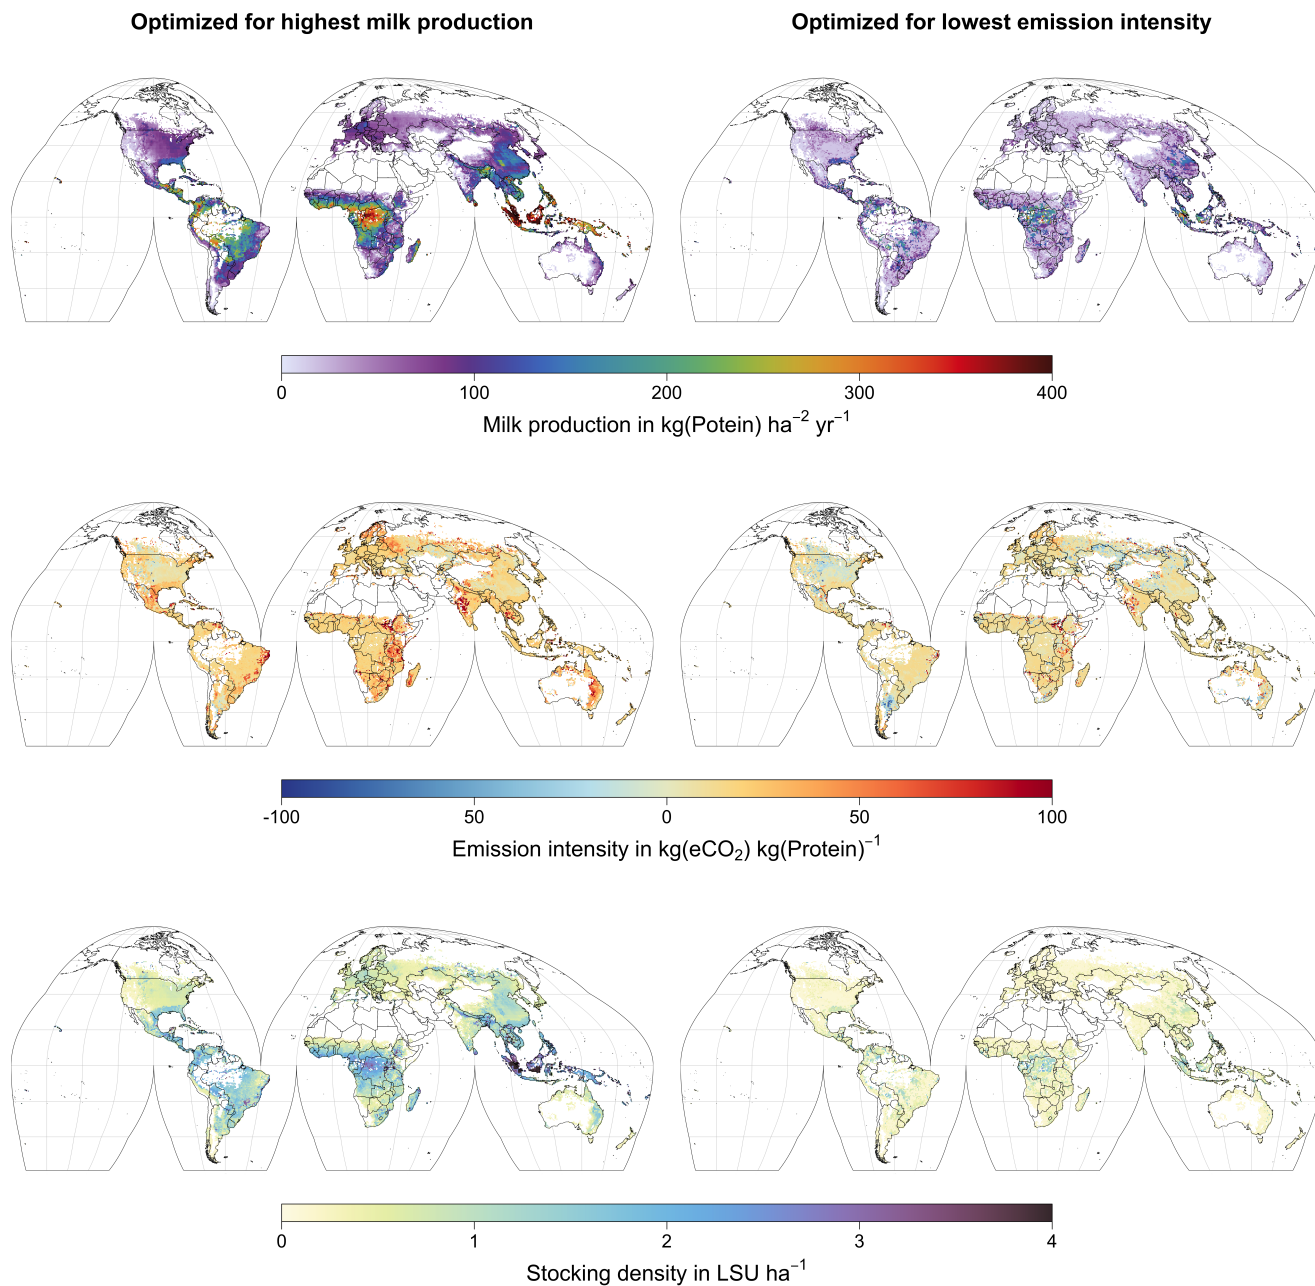 Optimized for highest milk production
Optimized for lowest emission intensity
0 100 200 300 400
Milk production in kg(Potein) ha⁻² yr⁻¹
-100 50 0 50 100
Emission intensity in kg(eCO₂) kg(Protein)⁻¹
0 1 2 3 4
Stocking density in LSU ha⁻¹